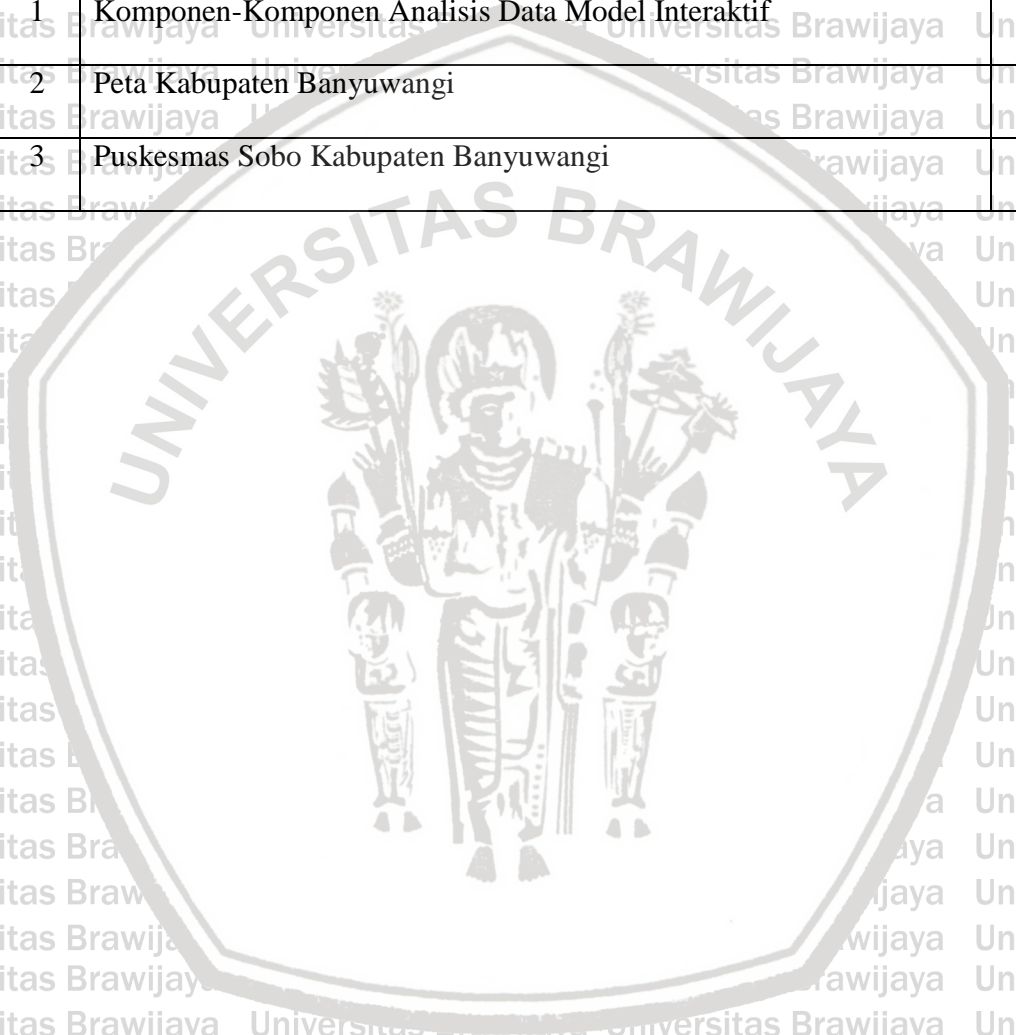 1 Komponen-Komponen Analisis Data Model Interaktif
2 Peta Kabupaten Banyuwangi
3 Puskesmas Sobo Kabupaten Banyuwangi
UNIVERSITAS BRAWIJAYA